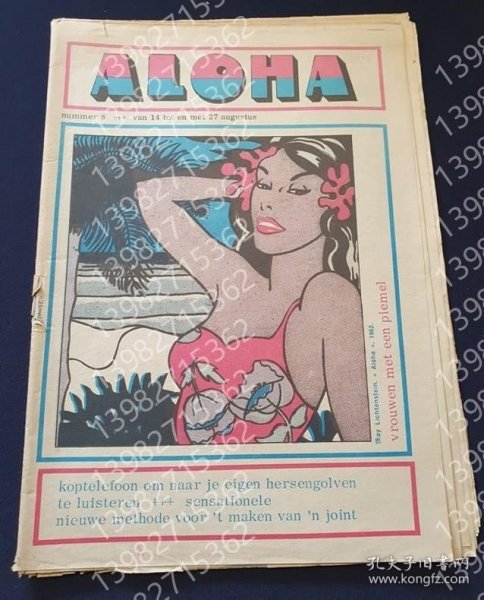 ALOHA
nummer 8 +++ van 14 tot en met 27 augustus
(Roy Lichtenstein. « Aloha ». 1962.
vrouwen met een piemel
koptelefoon om naar je eigen hersengolven
te luisteren +++ sensationele
nieuwe methode voor 't maken van 'n joint
13982715362
孔夫子旧书网
www.kongfz.com